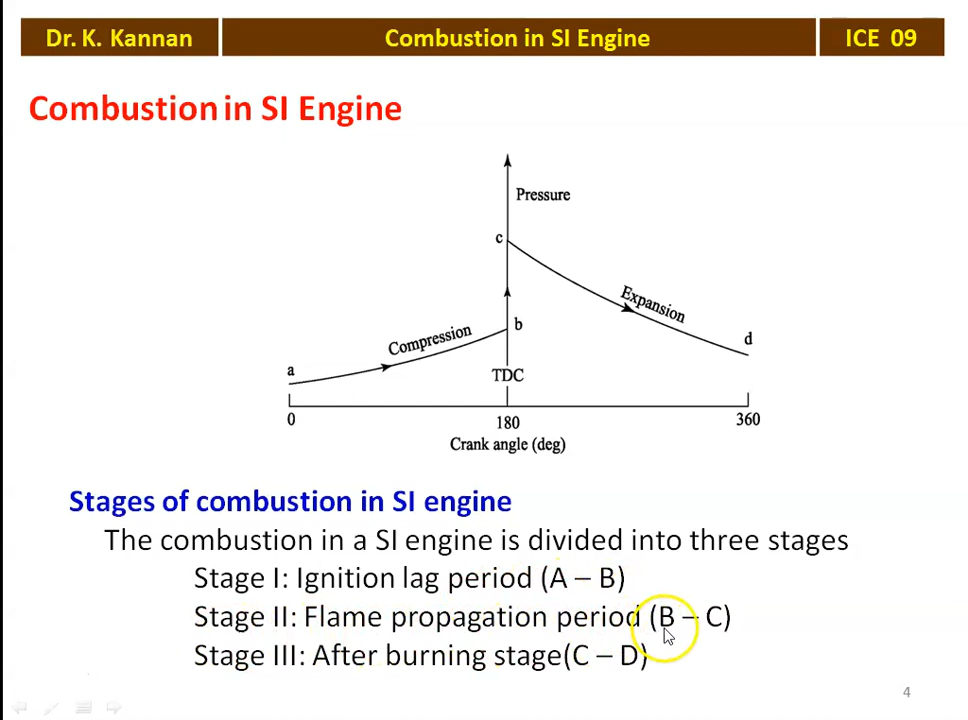 Dr. K. Kannan
Combustion in SI Engine
ICE 09
Combustion in SI Engine
Pressure
c
Expansion
b
Compression
d
a
TDC
0
180
360
Crank angle (deg)
Stages of combustion in SI engine
The combustion in a SI engine is divided into three stages
Stage I: Ignition lag period (A – B)
Stage II: Flame propagation period (B – C)
Stage III: After burning stage(C – D)
4